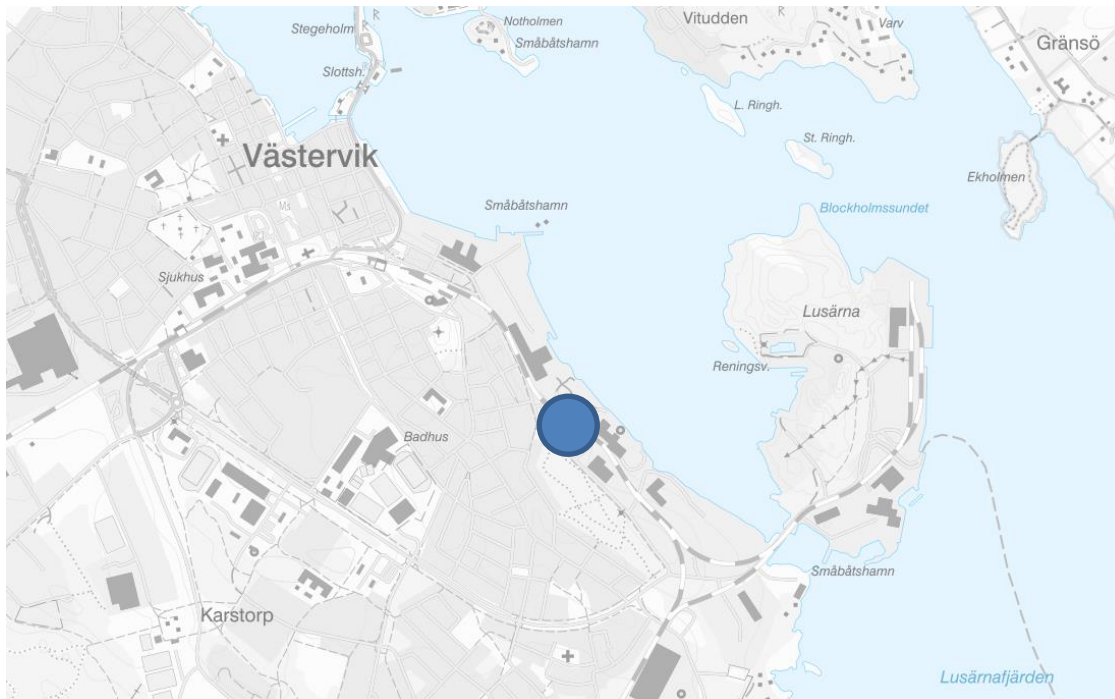 Stegeholm
Notholmen
Småbåtshamn
Vitudden
Varv
Gränsö
Slottsh.
L. Ringh.
St. Ringh.
Västervik
Ekholmen
Ms
Småbåtshamn
Blockholmssundet
Sjukhus
Lusärna
Reningsv.
Badhus
Småbåtshamn
Karstorp
Lusärnafjärden